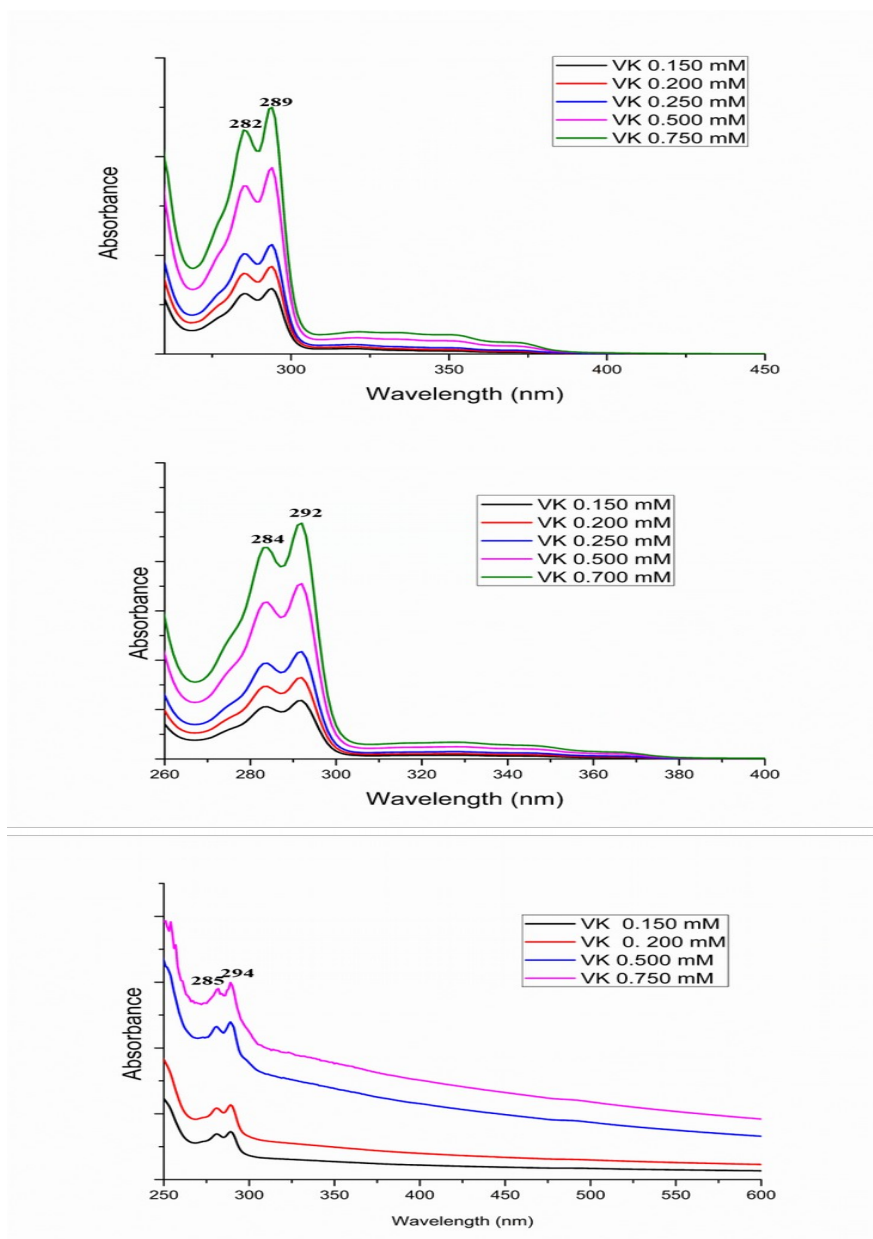 VK 0.150 mM
VK 0.200 mM
VK 0.250 mM
VK 0.500 mM
VK 0.750 mM
289
282
Absorbance
300 350 400 450
Wavelength (nm)
VK 0.150 mM
VK 0.200 mM
VK 0.250 mM
VK 0.500 mM
VK 0.700 mM
292
284
Absorbance
260 280 300 320 340 360 380 400
Wavelength (nm)
VK 0.150 mM
VK 0. 200 mM
VK 0.500 mM
VK 0.750 mM
285 294
Absorbance
250 300 350 400 450 500 550 600
Wavelength (nm)